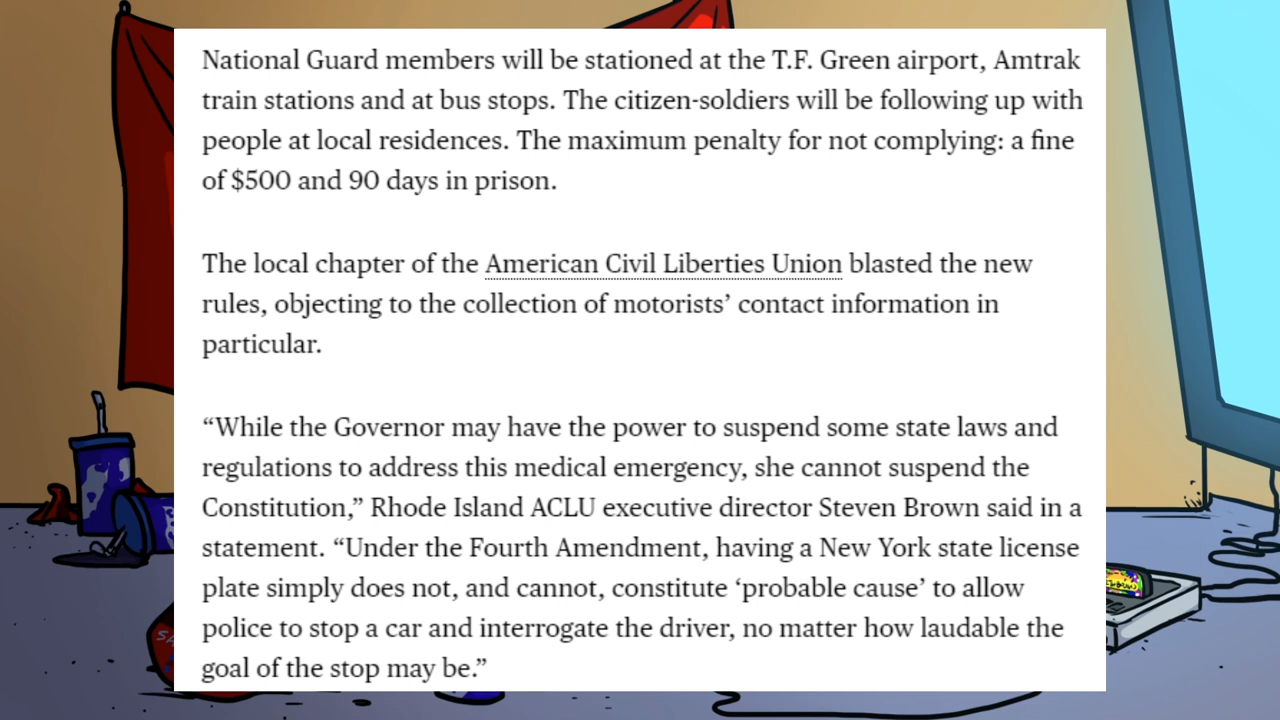 National Guard members will be stationed at the T.F. Green airport, Amtrak
train stations and at bus stops. The citizen-soldiers will be following up with
people at local residences. The maximum penalty for not complying: a fine
of $500 and 90 days in prison.
The local chapter of the American Civil Liberties Union blasted the new
rules, objecting to the collection of motorists’ contact information in
particular.
“While the Governor may have the power to suspend some state laws and
regulations to address this medical emergency, she cannot suspend the
Constitution,” Rhode Island ACLU executive director Steven Brown said in a
statement. “Under the Fourth Amendment, having a New York state license
plate simply does not, and cannot, constitute ‘probable cause’ to allow
police to stop a car and interrogate the driver, no matter how laudable the
goal of the stop may be.”